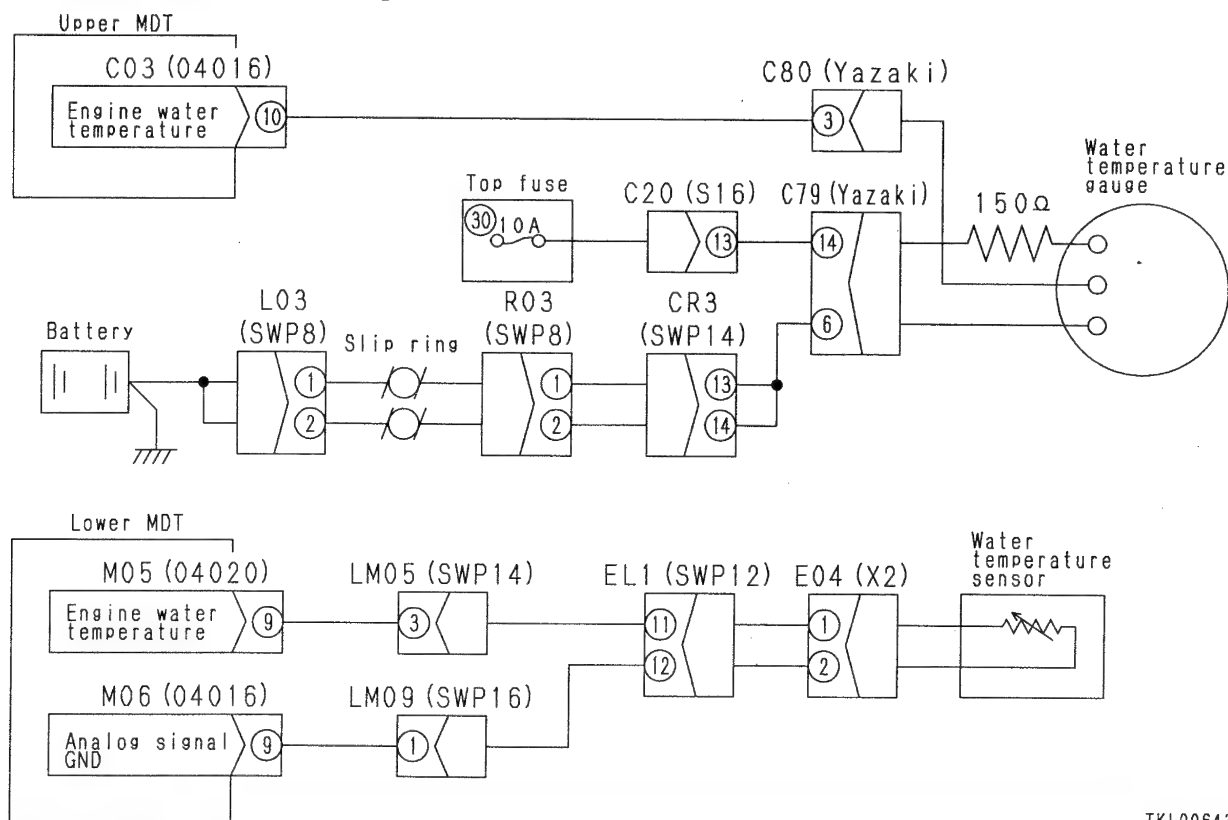 Upper MDT
C03 (04016)
Engine water
temperature
10
C80 (Yazaki)
3
Water
temperature
gauge
Top fuse
30
10A
C20 (S16)
13
C79 (Yazaki)
14
6
150Ω
Battery
L03
(SWP8)
1
2
Slip ring
R03
(SWP8)
1
2
CR3
(SWP14)
13
14
Lower MDT
M05 (04020)
Engine water
temperature
9
LM05 (SWP14)
3
EL1 (SWP12)
11
12
E04 (X2)
1
2
Water
temperature
sensor
M06 (04016)
Analog signal
GND
9
LM09 (SWP16)
1